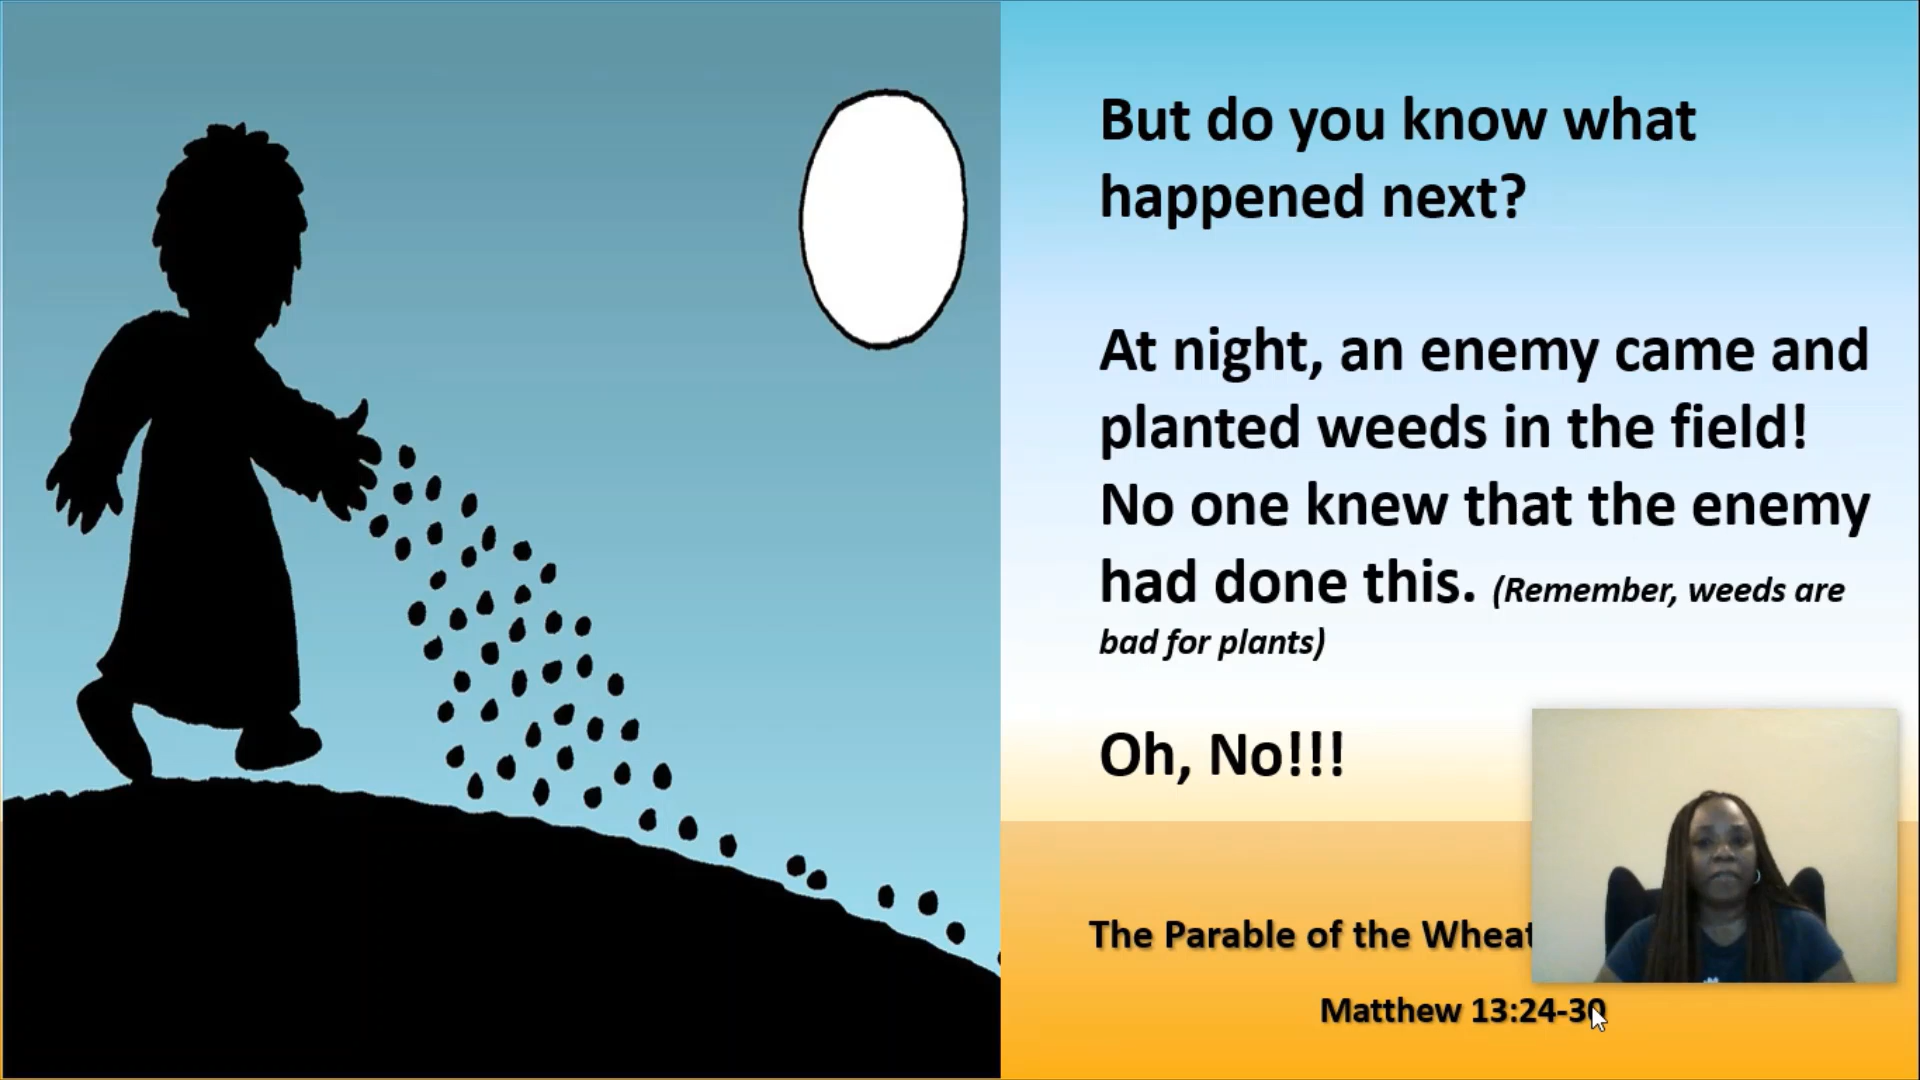 But do you know what
happened next?
At night, an enemy came and
planted weeds in the field!
No one knew that the enemy
had done this. (Remember, weeds are
bad for plants)
Oh, No!!!
The Parable of the Wheat
Matthew 13:24-30